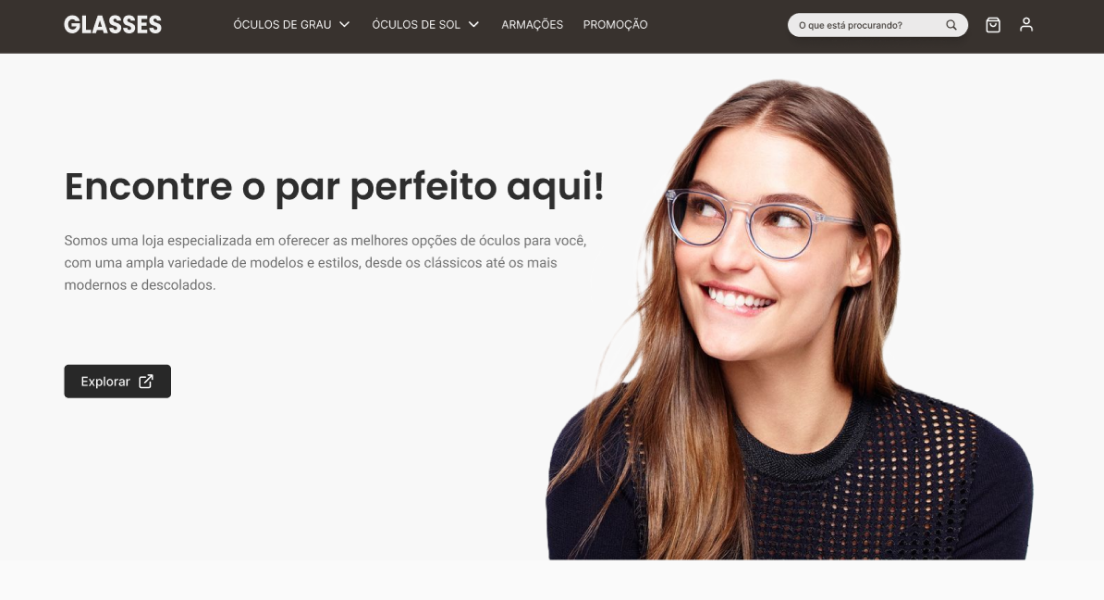 GLASSES
ÓCULOS DE GRAU
ÓCULOS DE SOL
ARMAÇÕES
PROMOÇÃO
O que está procurando?
Encontre o par perfeito aqui!
Somos uma loja especializada em oferecer as melhores opções de óculos para você,
com uma ampla variedade de modelos e estilos, desde os clássicos até os mais
modernos e descolados.
Explorar